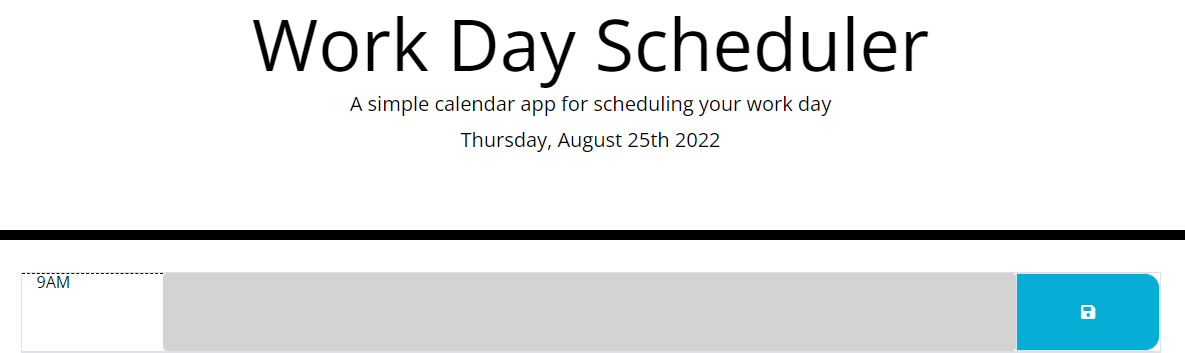 Work Day Scheduler
A simple calendar app for scheduling your work day
Thursday, August 25th 2022
9AM